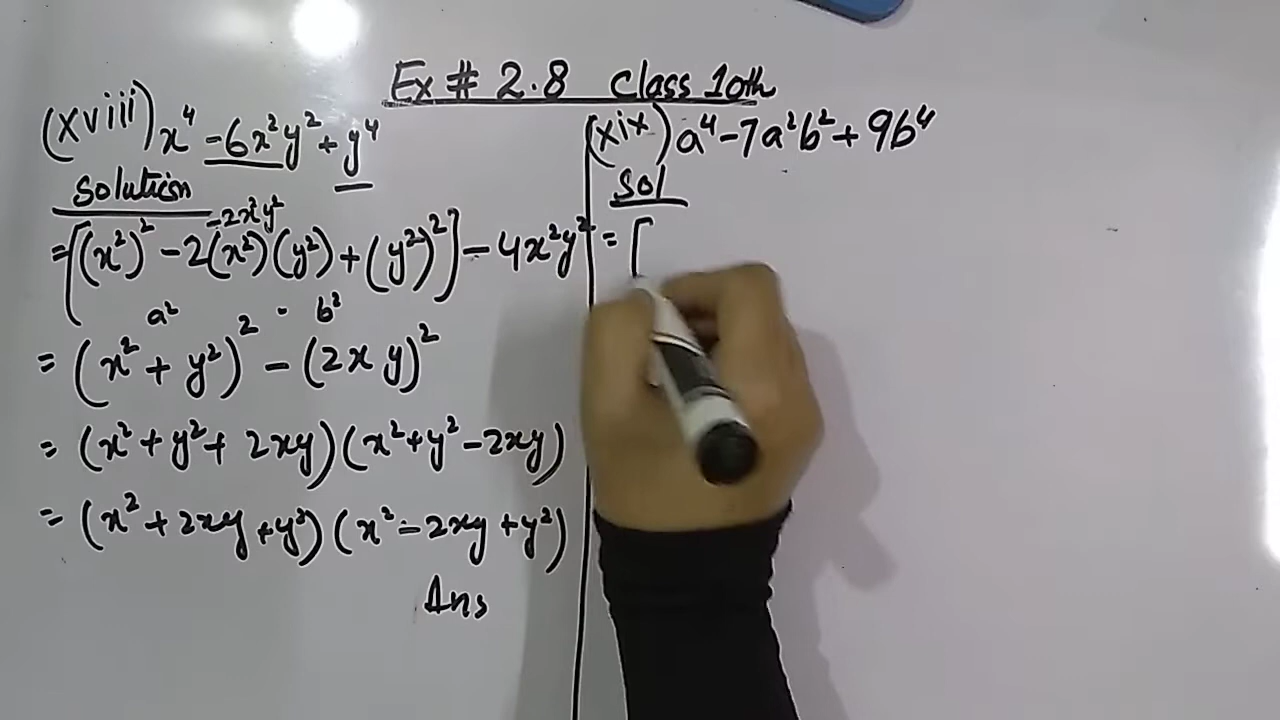 Ex # 2.8 Class 10th
(xviii) x⁴ - 6x²y² + y⁴
Solution
-2x²y²
= [(x²)² - 2(x²)(y²) + (y²)²] - 4x²y²
a² - b²
= (x² + y²)² - (2xy)²
= (x² + y² + 2xy)(x² + y² - 2xy)
= (x² + 2xy + y²)(x² - 2xy + y²)
Ans
(xix) a⁴ - 7a²b² + 9b⁴
Sol
= [